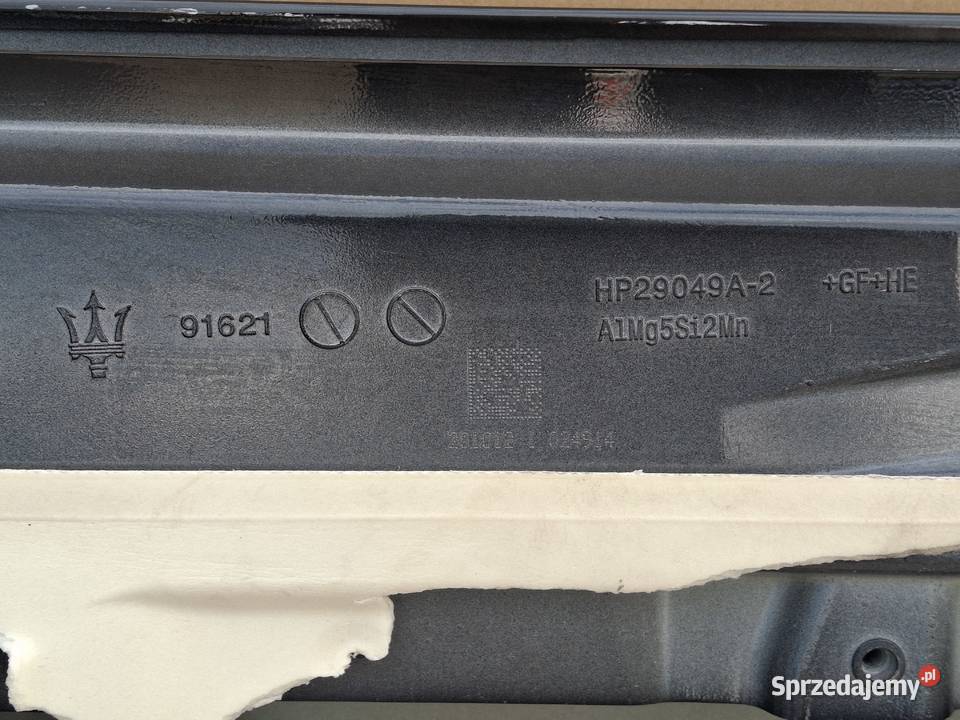 91621
HP29049A-2 +GF+HE
AlMg5Si2Mn
Sprzedajemy.pl